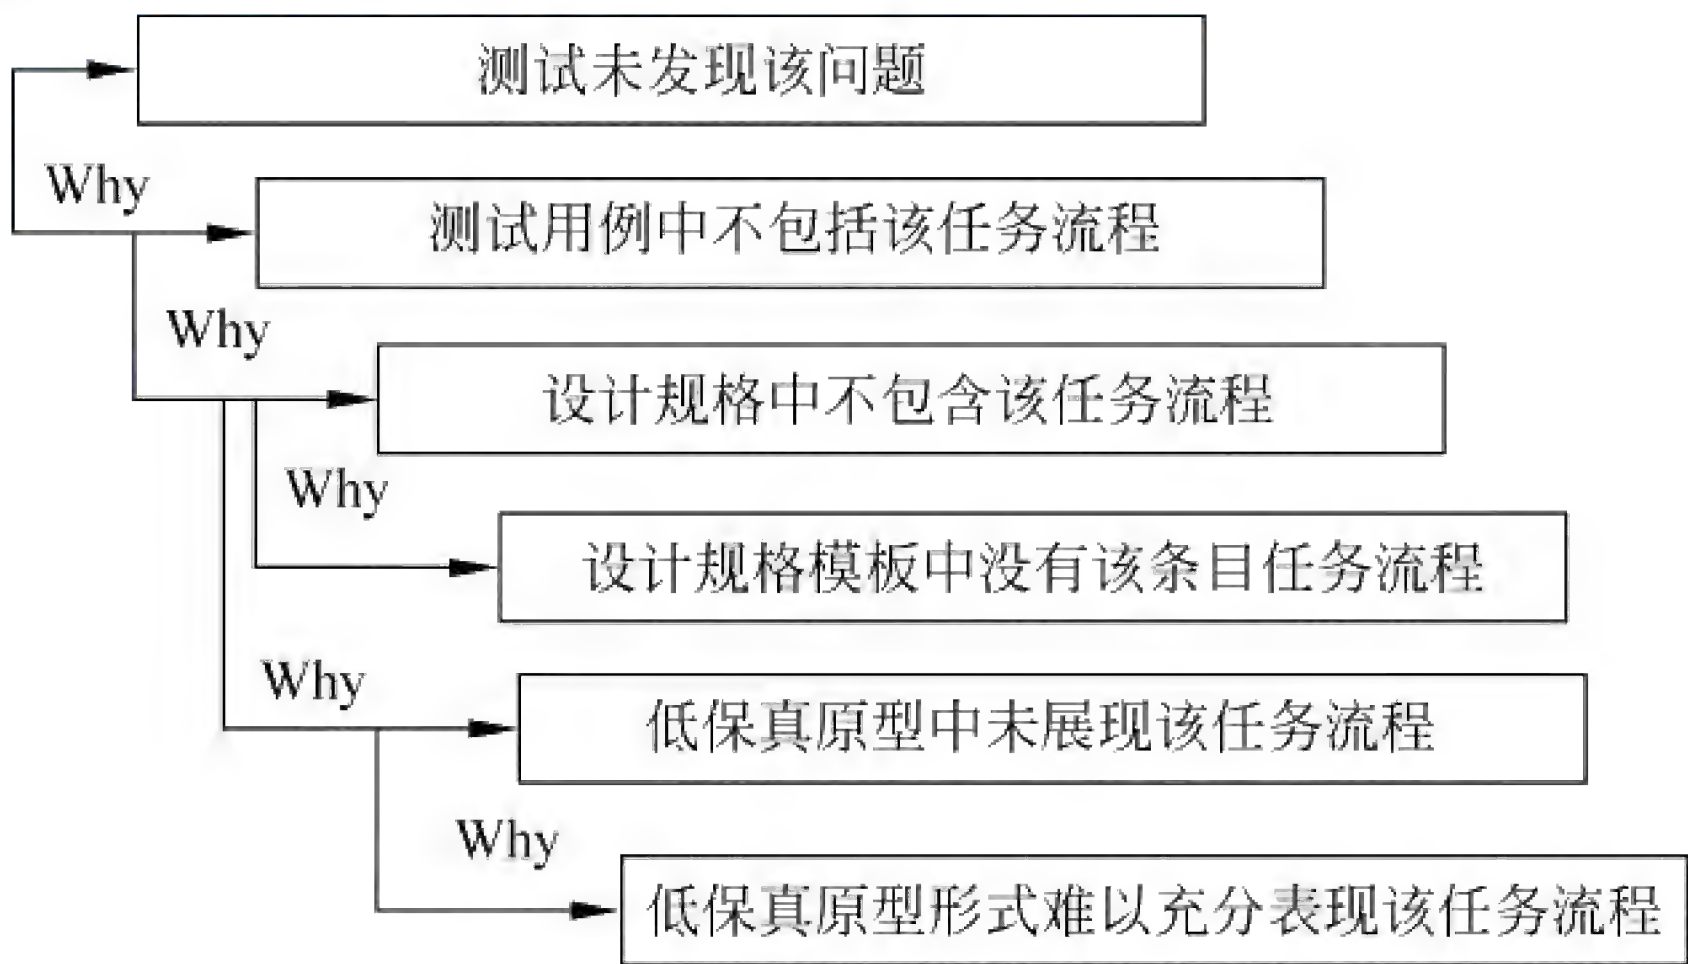 测试未发现该问题
Why
测试用例中不包括该任务流程
Why
设计规格中不包含该任务流程
Why
设计规格模板中没有该条目任务流程
Why
低保真原型中未展现该任务流程
Why
低保真原型形式难以充分表现该任务流程